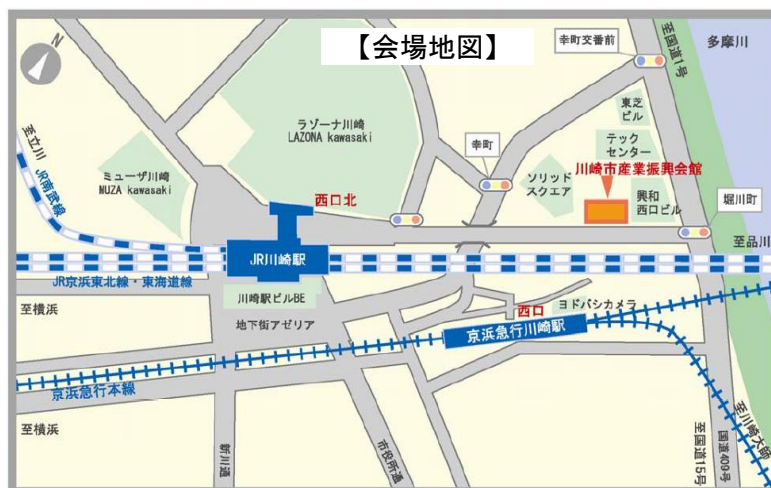 【会場地図】
N
至国道1号
多摩川
幸町交番前
東芝
ビル
ラゾーナ川崎
LAZONA kawasaki
テック
センター
幸町
川崎市産業振興会館
至立川
JR南武線
ミューザ川崎
MUZA kawasaki
ソリッド
スクエア
興和
西口ビル
西口北
堀川町
至品川
JR川崎駅
JR京浜東北線・東海道線
至横浜
川崎駅ビルBE
西口
ヨドバシカメラ
地下街アゼリア
京浜急行川崎駅
京浜急行本線
至横浜
新川通
市役所通
至国道15号
国道409号
至川崎大師